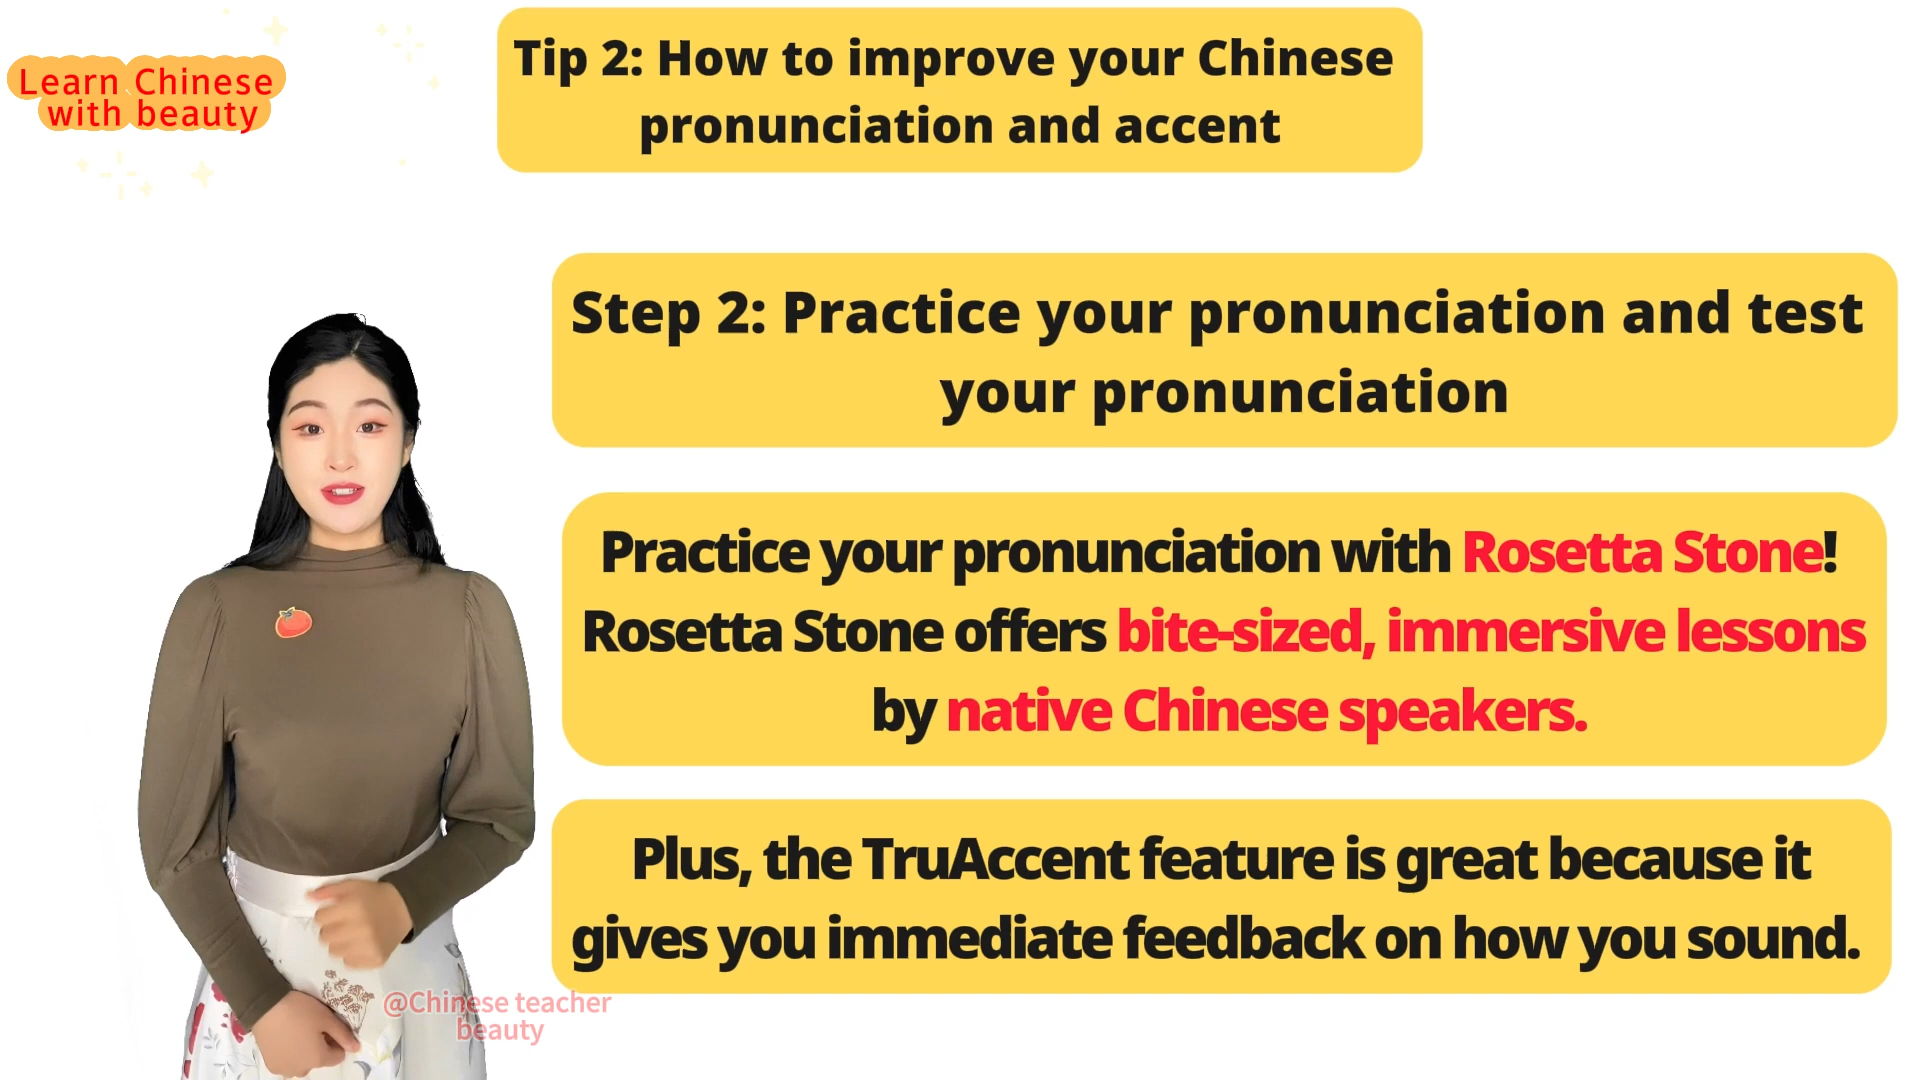 Learn Chinese
with beauty
Tip 2: How to improve your Chinese
pronunciation and accent
Step 2: Practice your pronunciation and test
your pronunciation
Practice your pronunciation with Rosetta Stone!
Rosetta Stone offers bite-sized, immersive lessons
by native Chinese speakers.
Plus, the TruAccent feature is great because it
gives you immediate feedback on how you sound.
@Chinese teacher
beauty